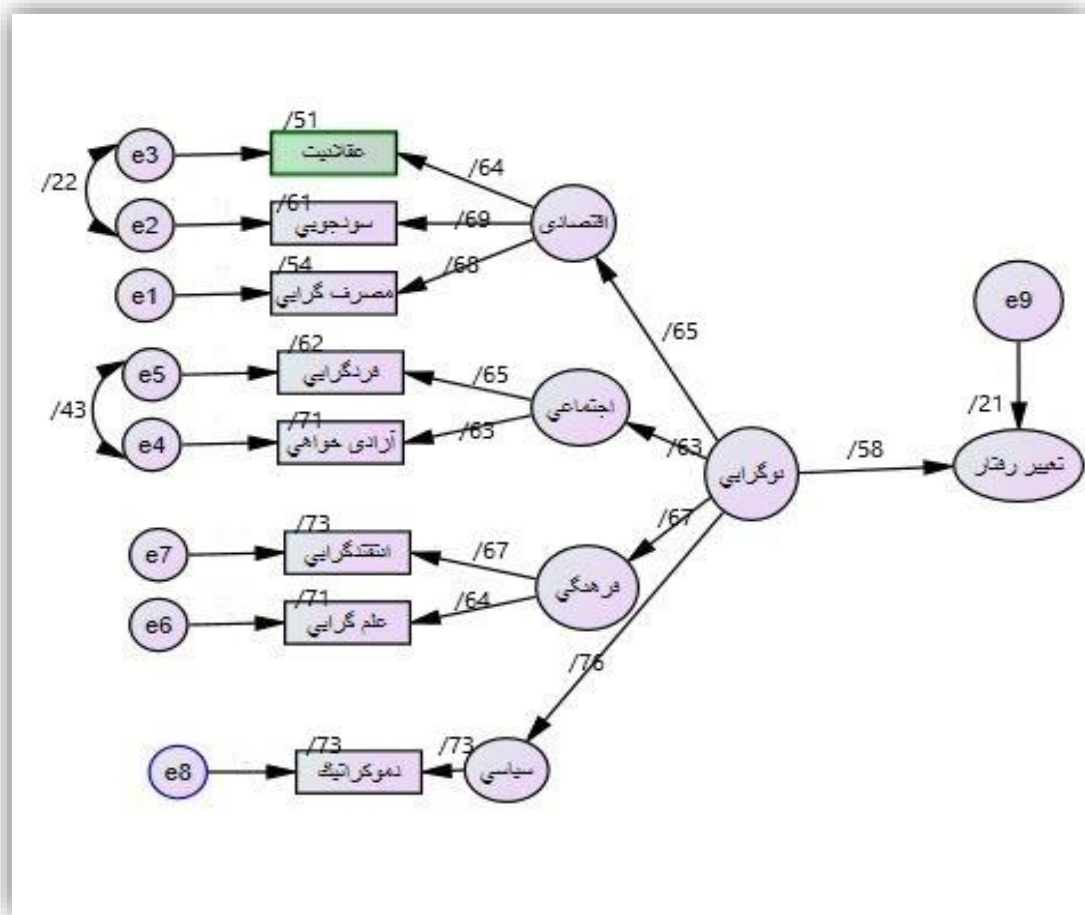 /51
e3
عقلانیت
/64
/22
/61
e2
سودجویی
/69
اقتصادی
/54
e1
مصرف گرایی
/68
e9
/65
/62
e5
فردگرایی
/65
/43
/71
e4
آزادی خواهی
/63
اجتماعی
/63
/21
نوگرایی
/58
تغییر رفتار
/73
e7
انتقادگرایی
/67
/67
فرهنگی
/71
e6
علم گرایی
/64
/76
/73
e8
دموکراتیک
/73
سیاسی